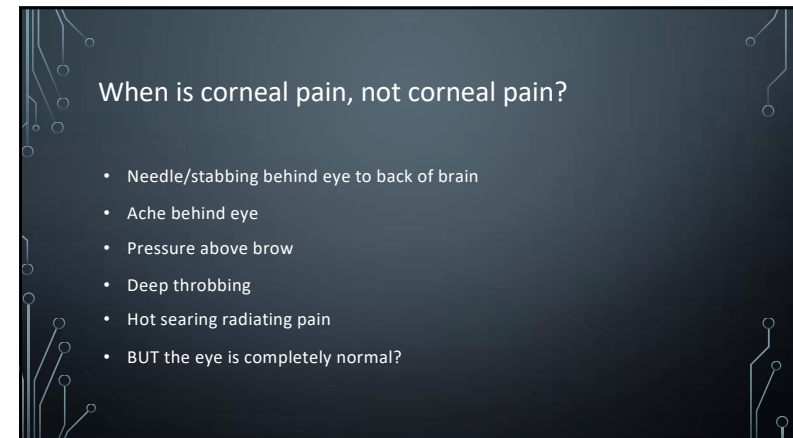 When is corneal pain, not corneal pain?
• Needle/stabbing behind eye to back of brain
• Ache behind eye
• Pressure above brow
• Deep throbbing
• Hot searing radiating pain
• BUT the eye is completely normal?